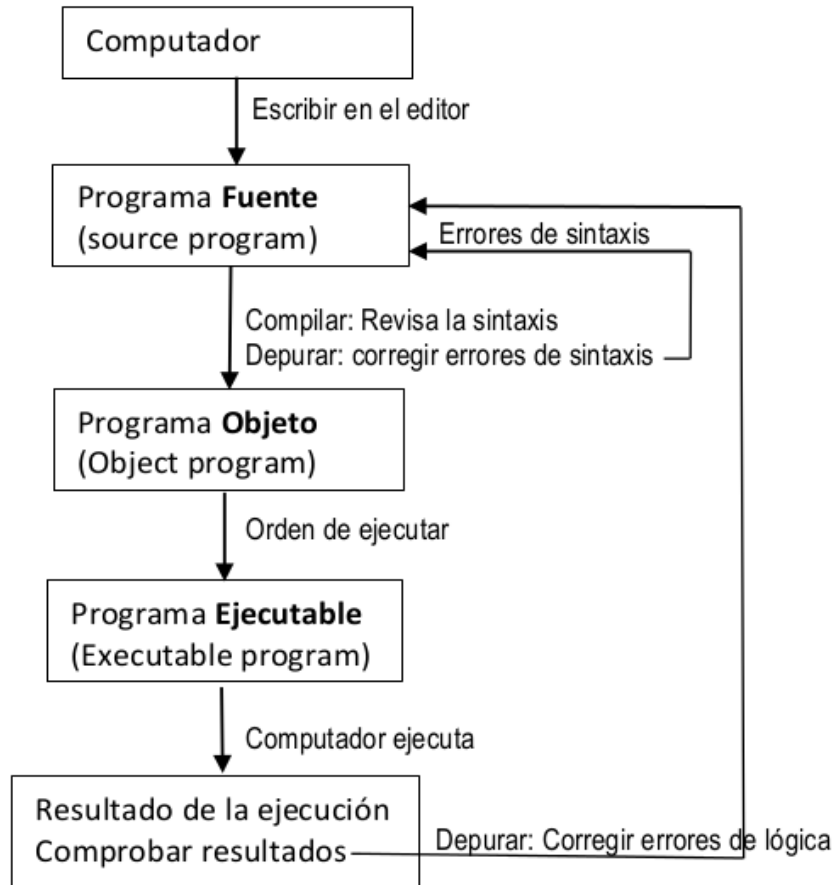 Computador
Escribir en el editor
Programa Fuente
(source program)
Errores de sintaxis
Compilar: Revisa la sintaxis
Depurar: corregir errores de sintaxis
Programa Objeto
(Object program)
Orden de ejecutar
Programa Ejecutable
(Executable program)
Computador ejecuta
Resultado de la ejecución
Comprobar resultados
Depurar: Corregir errores de lógica